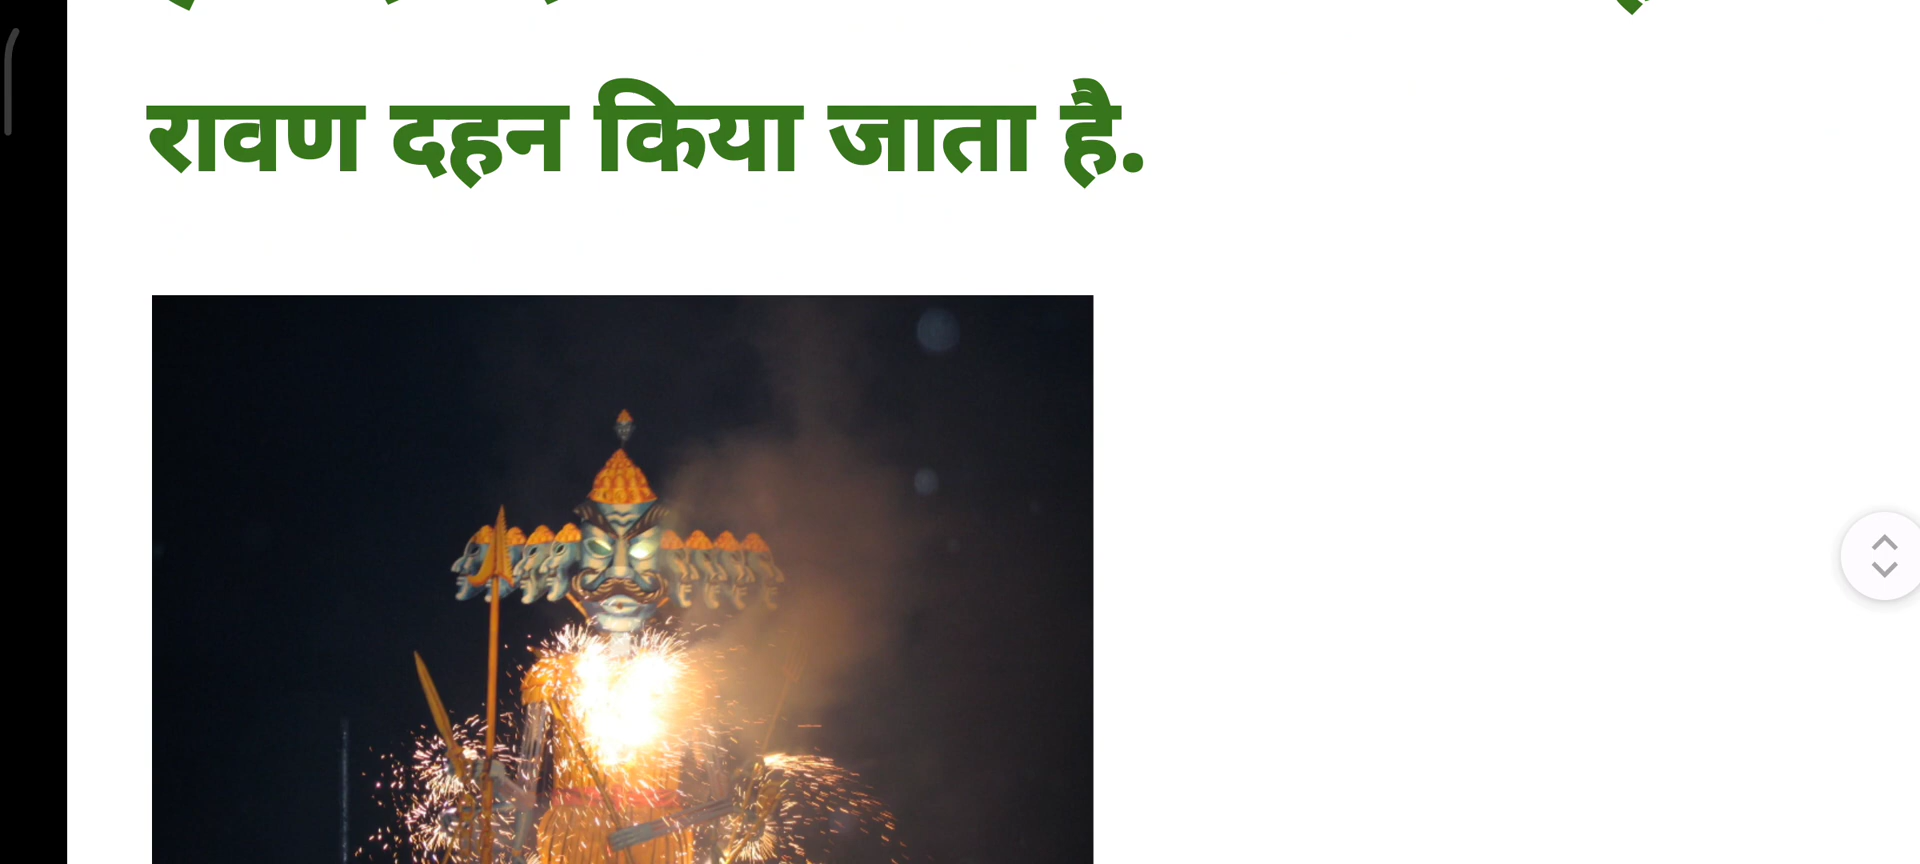 रावण दहन किया जाता है.